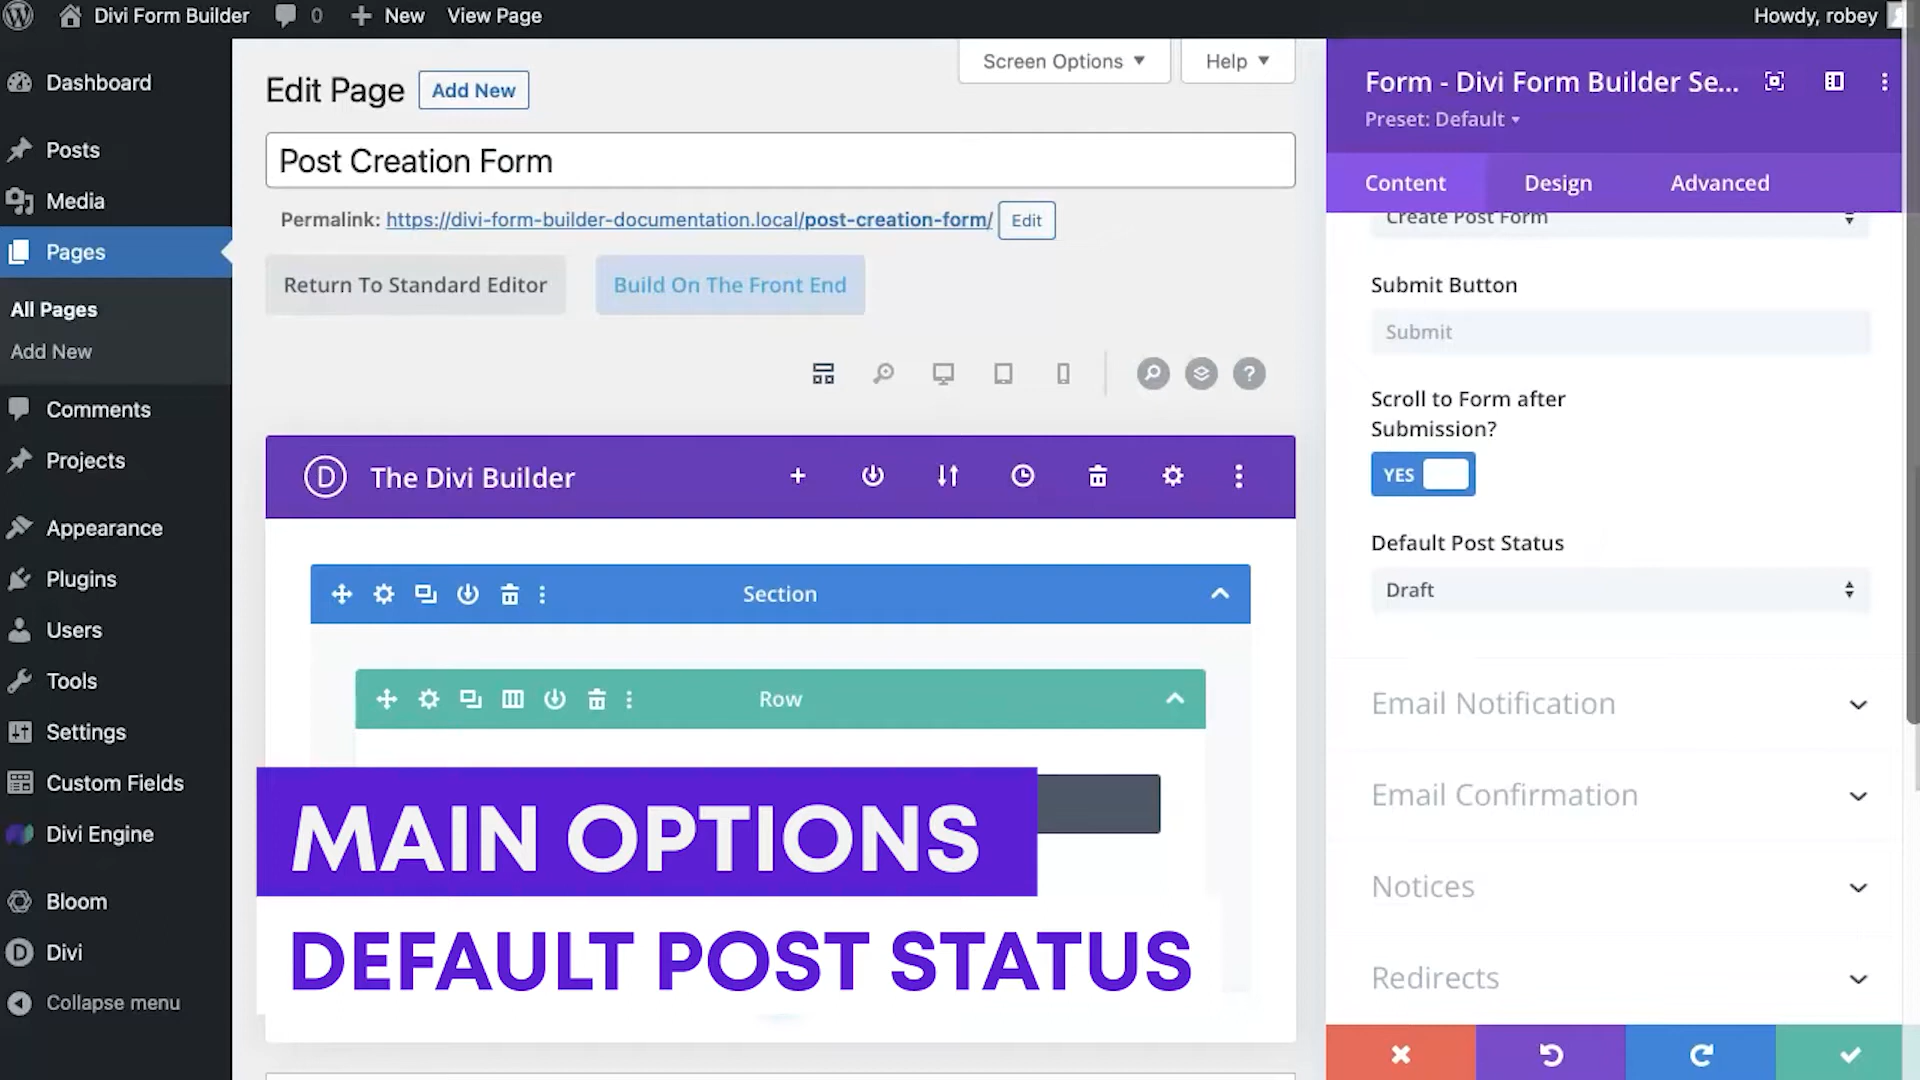 Divi Form Builder
0
New
View Page
Howdy, robey
Dashboard
Posts
Media
Pages
All Pages
Add New
Comments
Projects
Appearance
Plugins
Users
Tools
Settings
Custom Fields
Divi Engine
Bloom
Divi
Collapse menu
Screen Options
Help
Edit Page
Add New
Post Creation Form
Permalink: https://divi-form-builder-documentation.local/post-creation-form/
Edit
Return To Standard Editor
Build On The Front End
The Divi Builder
Section
Row
MAIN OPTIONS
DEFAULT POST STATUS
Form - Divi Form Builder Se...
Preset: Default
Content
Design
Advanced
Create Post Form
Submit Button
Submit
Scroll to Form after
Submission?
YES
Default Post Status
Draft
Email Notification
Email Confirmation
Notices
Redirects